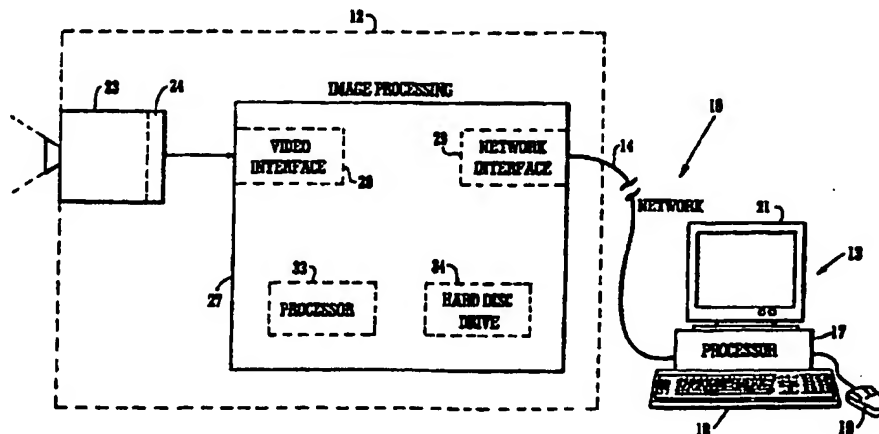 12
23
24
IMAGE PROCESSING
VIDEO
INTERFACE
28
29
NETWORK
INTERFACE
14
NETWORK
21
13
27
33
PROCESSOR
34
HARD DISC
DRIVE
17
PROCESSOR
18
19